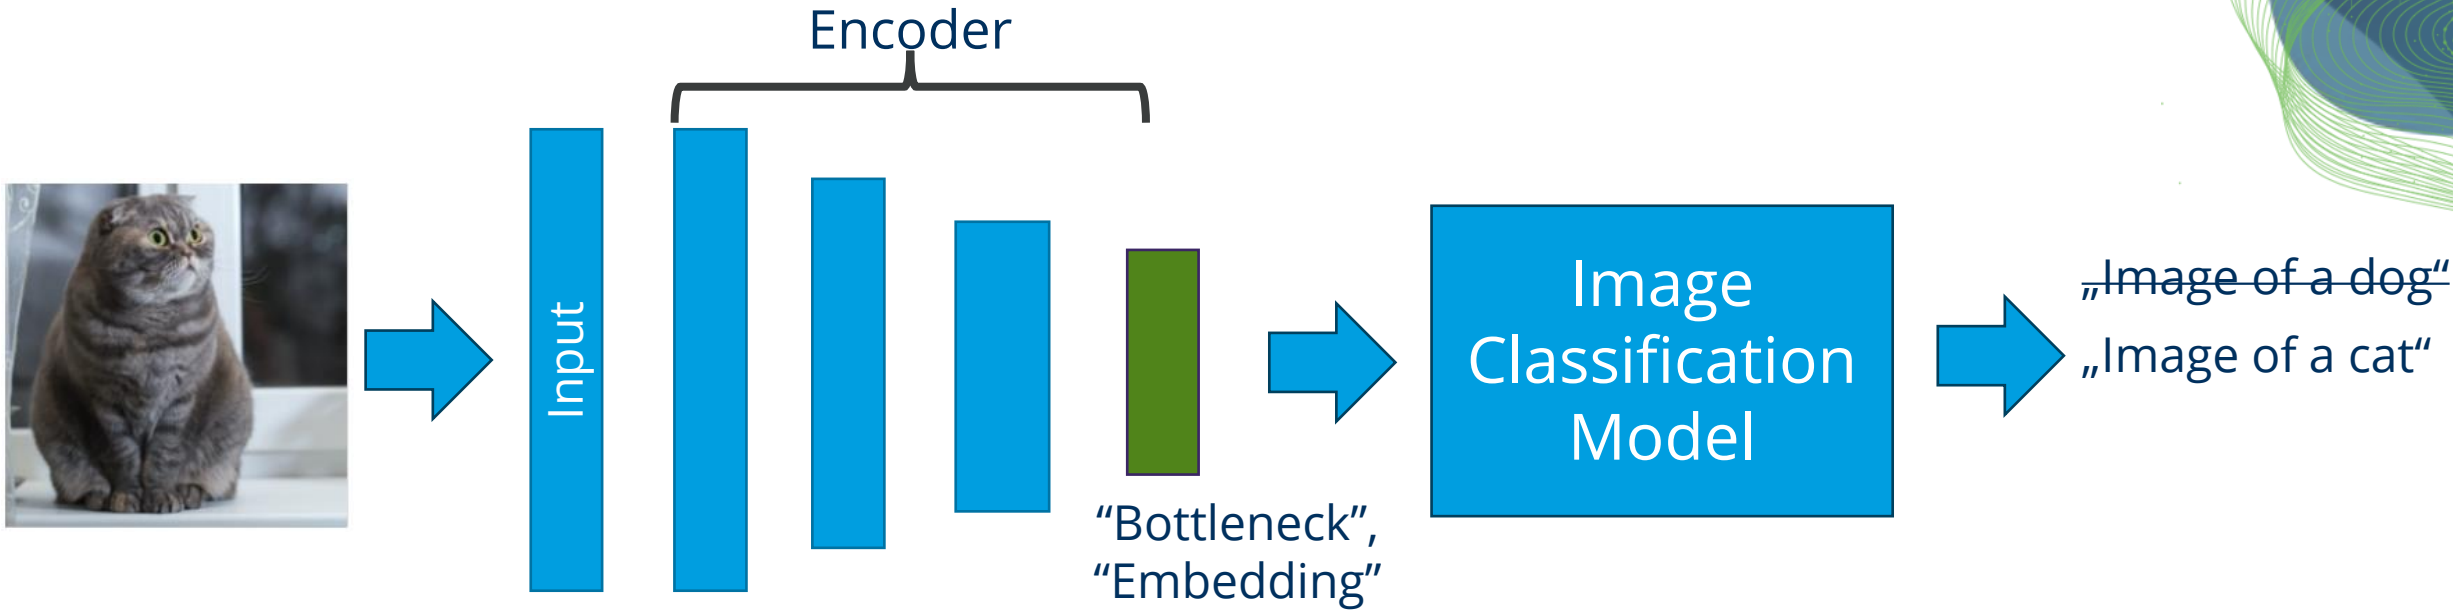 Encoder
Input
“Bottleneck”,
“Embedding”
Image
Classification
Model
„Image of a dog“
„Image of a cat“